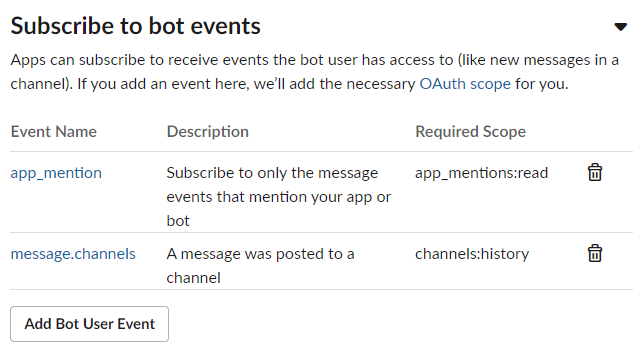 Subscribe to bot events
Apps can subscribe to receive events the bot user has access to (like new messages in a
channel). If you add an event here, we’ll add the necessary OAuth scope for you.
Event Name Description Required Scope
app_mention Subscribe to only the message app_mentions:read
events that mention your app or
bot
message.channels A message was posted to a channels:history
channel
Add Bot User Event